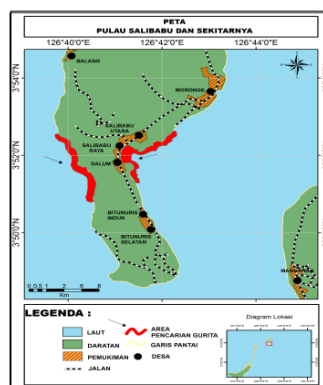 PETA
PULAU SALIBABU DAN SEKITARNYA
126°40'0"E 126°42'0"E 126°44'0"E
BALANG
3°54'0"N
MORONGE
SALIBABU
UTARA
SALIBABU
RAYA
3°52'0"N
DALUM
BITUNURIS
INDUK
3°50'0"N
BITUNURIS
SELATAN
Km
LEGENDA :
LAUT
DARATAN
PEMUKIMAN
JALAN
AREA
PENCARIAN GURITA
GARIS PANTAI
DESA
Diagram Lokasi